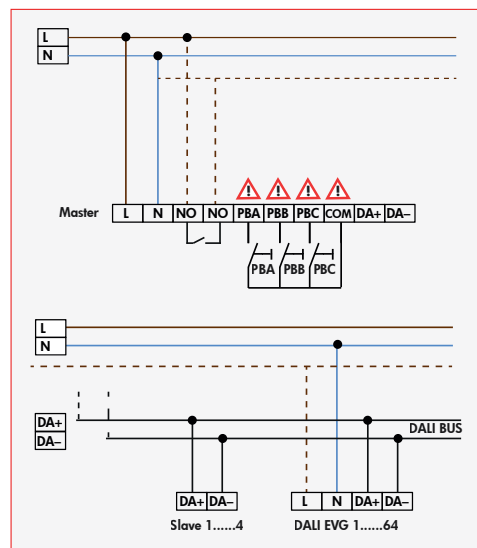 L
N
! ! ! !
Master L N NO NO PBA PBB PBC COM DA+ DA–
PBA PBB PBC
L
N
DA+
DA–
DALI BUS
DA+ DA– L N DA+ DA–
Slave 1......4 DALI EVG 1......64